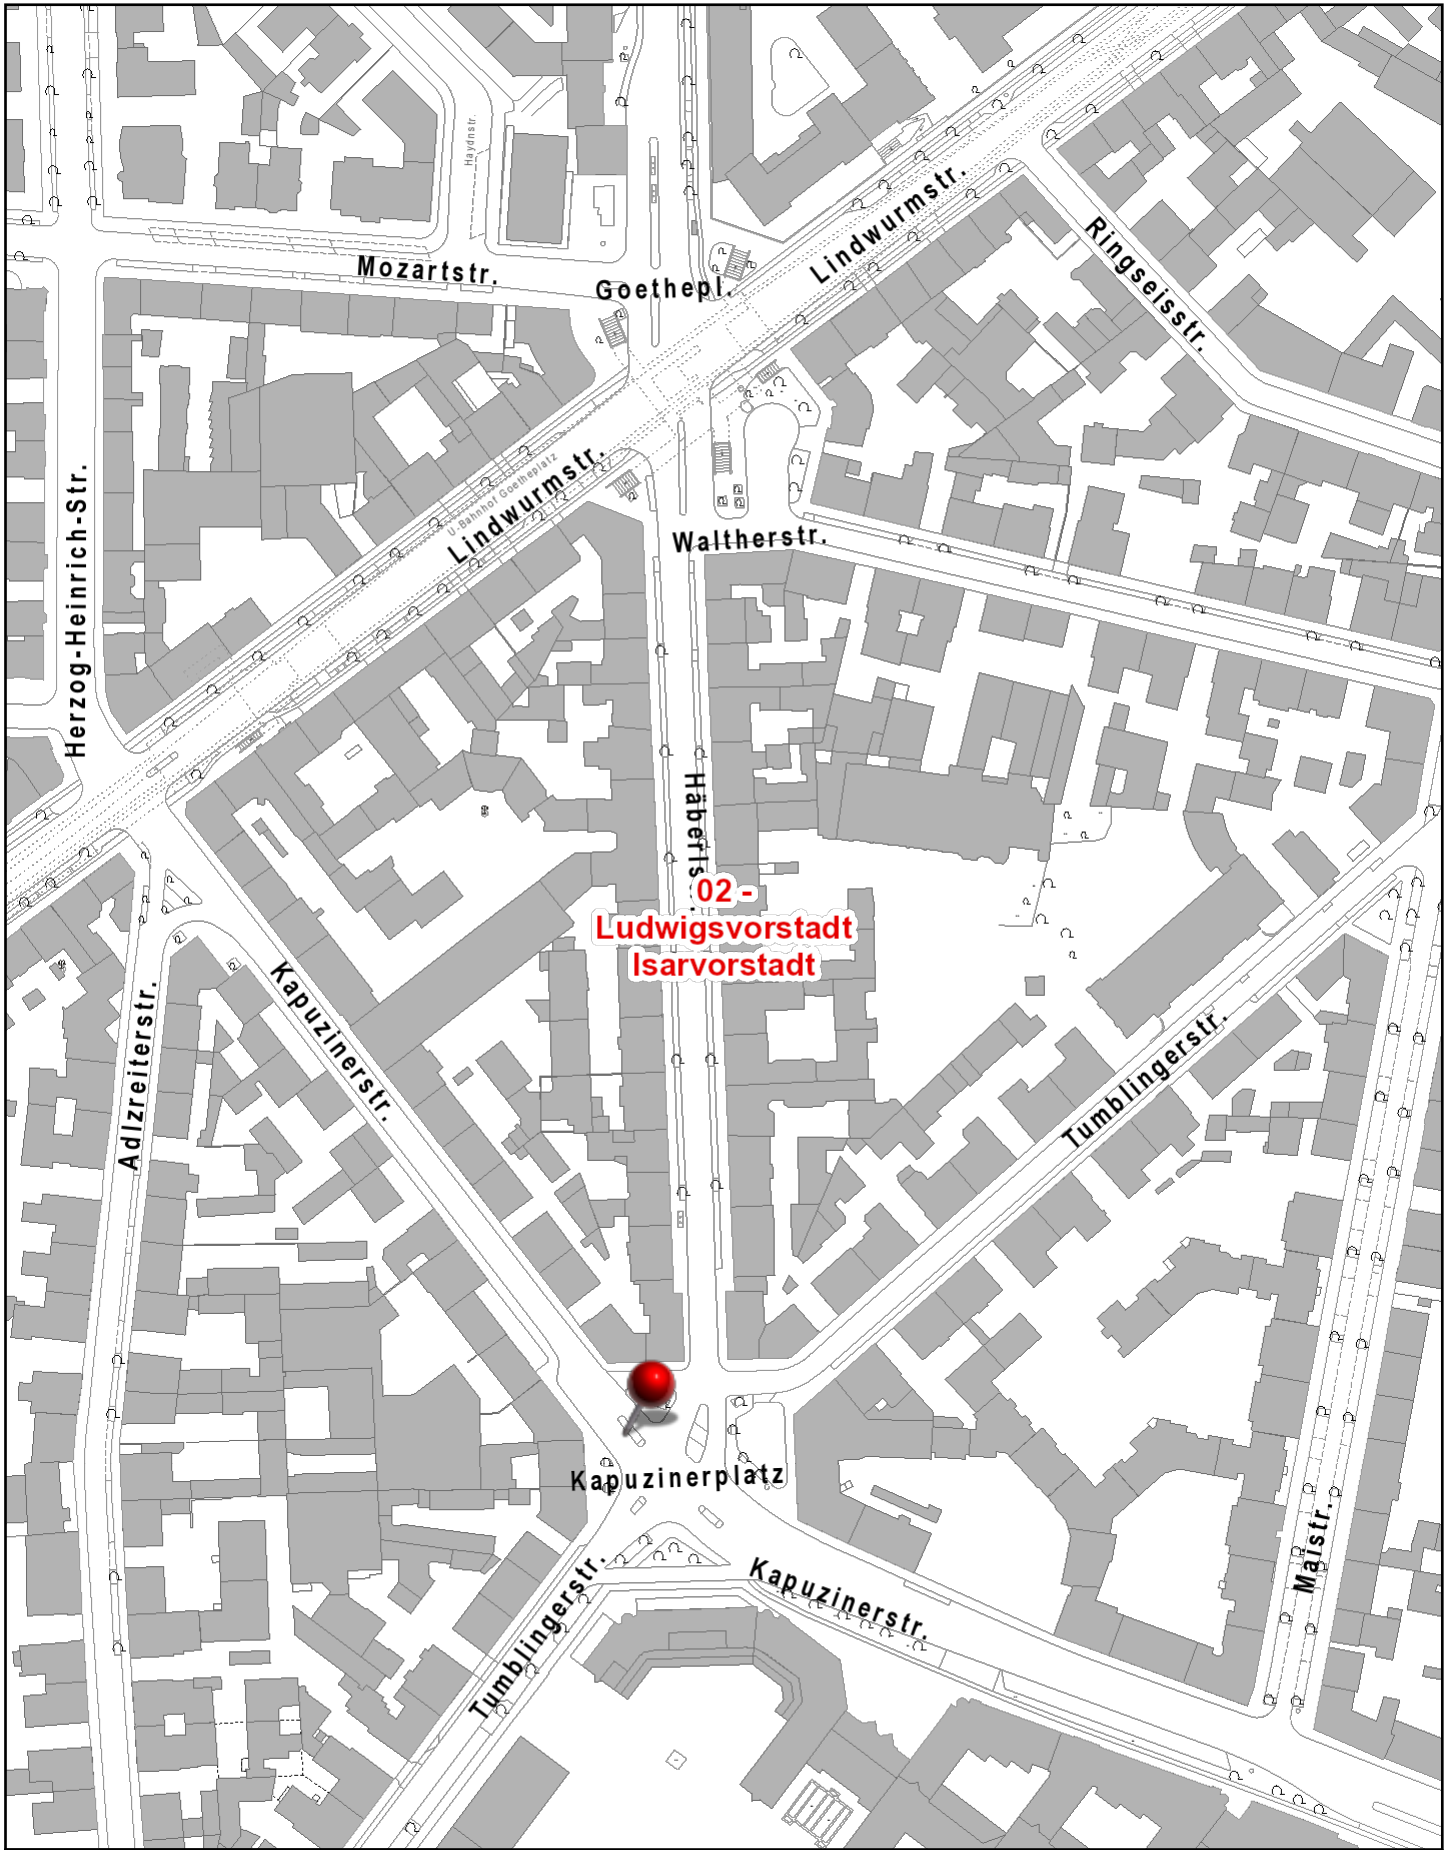 Haydnstr.
Mozartstr.
Goethepl.
Lindwurmstr.
Ringseisstr.
Herzog-Heinrich-Str.
U-Bahnhof Goetheplatz
Lindwurmstr.
Waltherstr.
Häberlstr.
02 -
Ludwigsvorstadt
Isarvorstadt
Kapuzinerstr.
Adlzreiterstr.
Tumblingerstr.
Kapuzinerplatz
Kapuzinerstr.
Tumblingerstr.
Maistr.